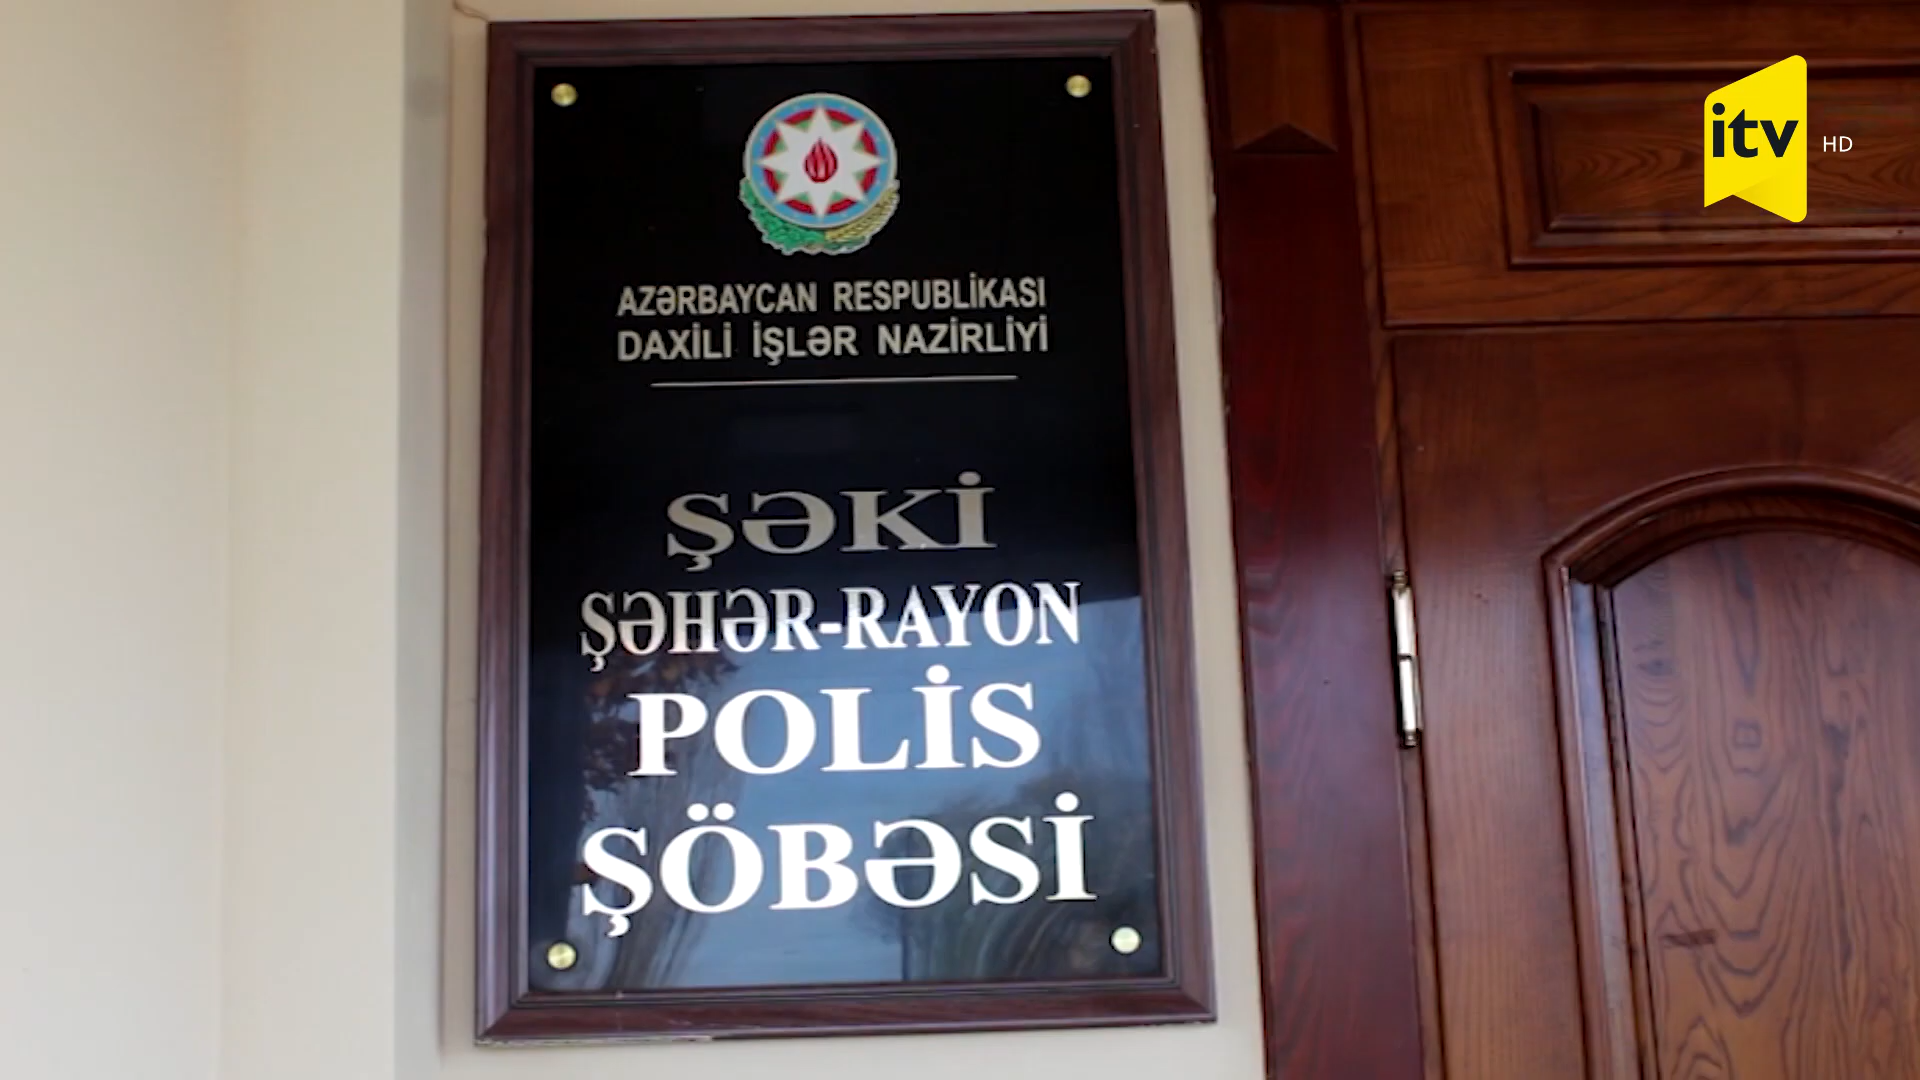 itv HD
AZƏRBAYCAN RESPUBLİKASI
DAXİLİ İŞLƏR NAZİRLİYİ
ŞƏKİ
ŞƏHƏR-RAYON
POLİS
ŞÖBƏSİ